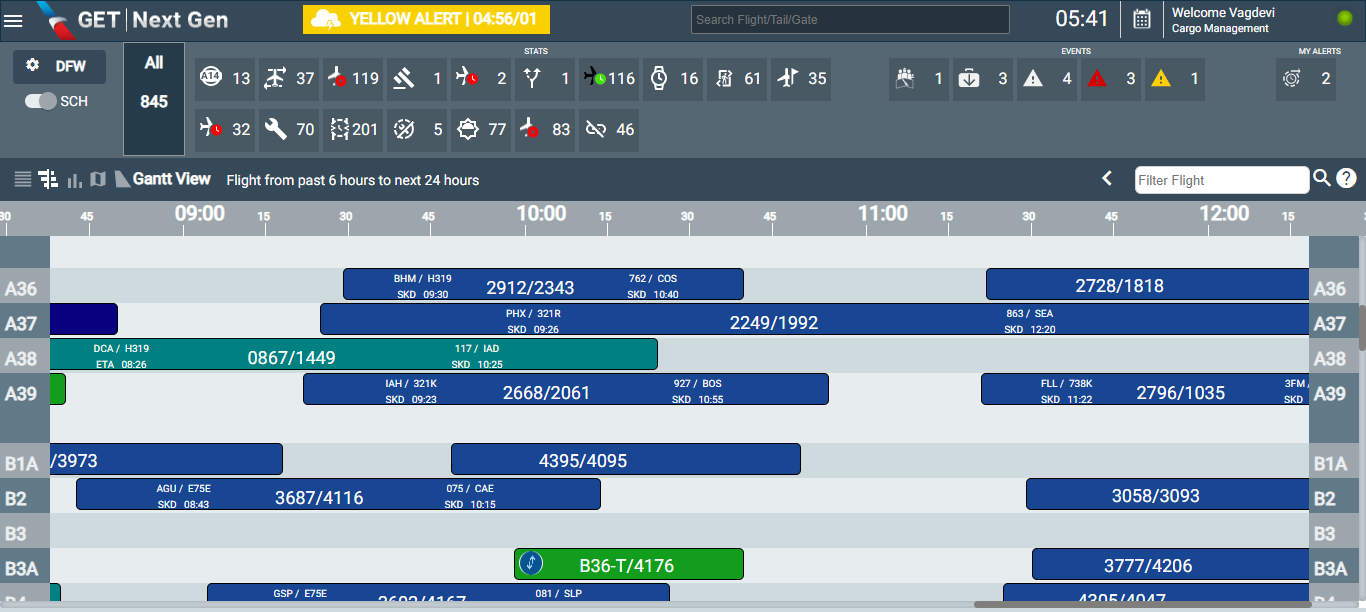 GET Next Gen
YELLOW ALERT | 04:56/01
Search Flight/Tail/Gate
05:41
Welcome Vagdevi
Cargo Management
DFW
SCH
All
845
STATS
EVENTS
MY ALERTS
A14 13 37 119 1 2 1 116 16 61 35
1 3 4 3 1
2
32 70 201 5 77 83 46
Gantt View Flight from past 6 hours to next 24 hours
Filter Flight
?
30 45 09:00 15 30 45 10:00 15 30 45 11:00 15 30 45 12:00 15
A36 BHM / H319 762 / COS A36
SKD 09:30 2912/2343 SKD 10:40 2728/1818
A37 PHX / 321R 863 / SEA A37
SKD 09:26 2249/1992 SKD 12:20
A38 DCA / H319 117 / IAD A38
ETA 08:26 0867/1449 SKD 10:25
A39 IAH / 321K 927 / BOS FLL / 738K 3FM / A39
SKD 09:23 2668/2061 SKD 10:55 SKD 11:22 2796/1035 SKD
B1A /3973 4395/4095 B1A
B2 AGU / E75E 075 / CAE B2
SKD 08:43 3687/4116 SKD 10:15 3058/3093
B3 B3
B3A B36-T/4176 3777/4206 B3A
GSP / E75E 081 / SLP